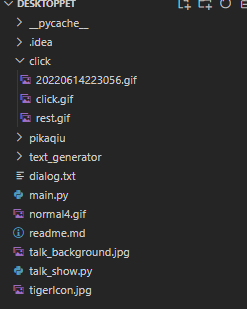 DESKTOPPET
__pycache__
.idea
click
20220614223056.gif
click.gif
rest.gif
pikaqiu
text_generator
dialog.txt
main.py
normal4.gif
readme.md
talk_background.jpg
talk_show.py
tigerIcon.jpg